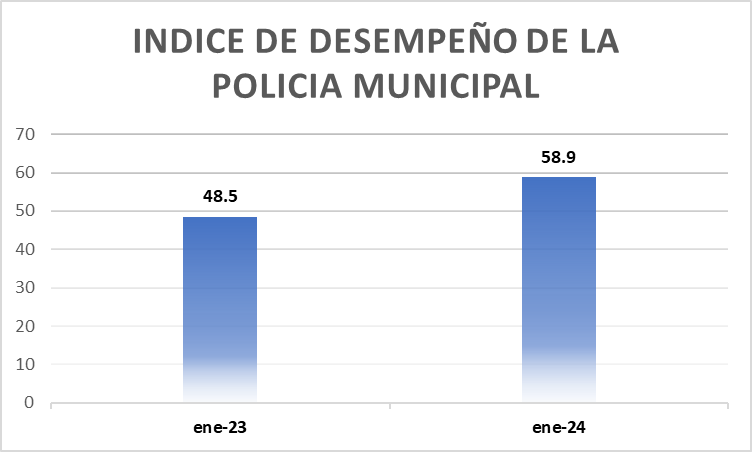 INDICE DE DESEMPEÑO DE LA
POLICIA MUNICIPAL
70
60
50
40
30
20
10
0
48.5
58.9
ene-23
ene-24